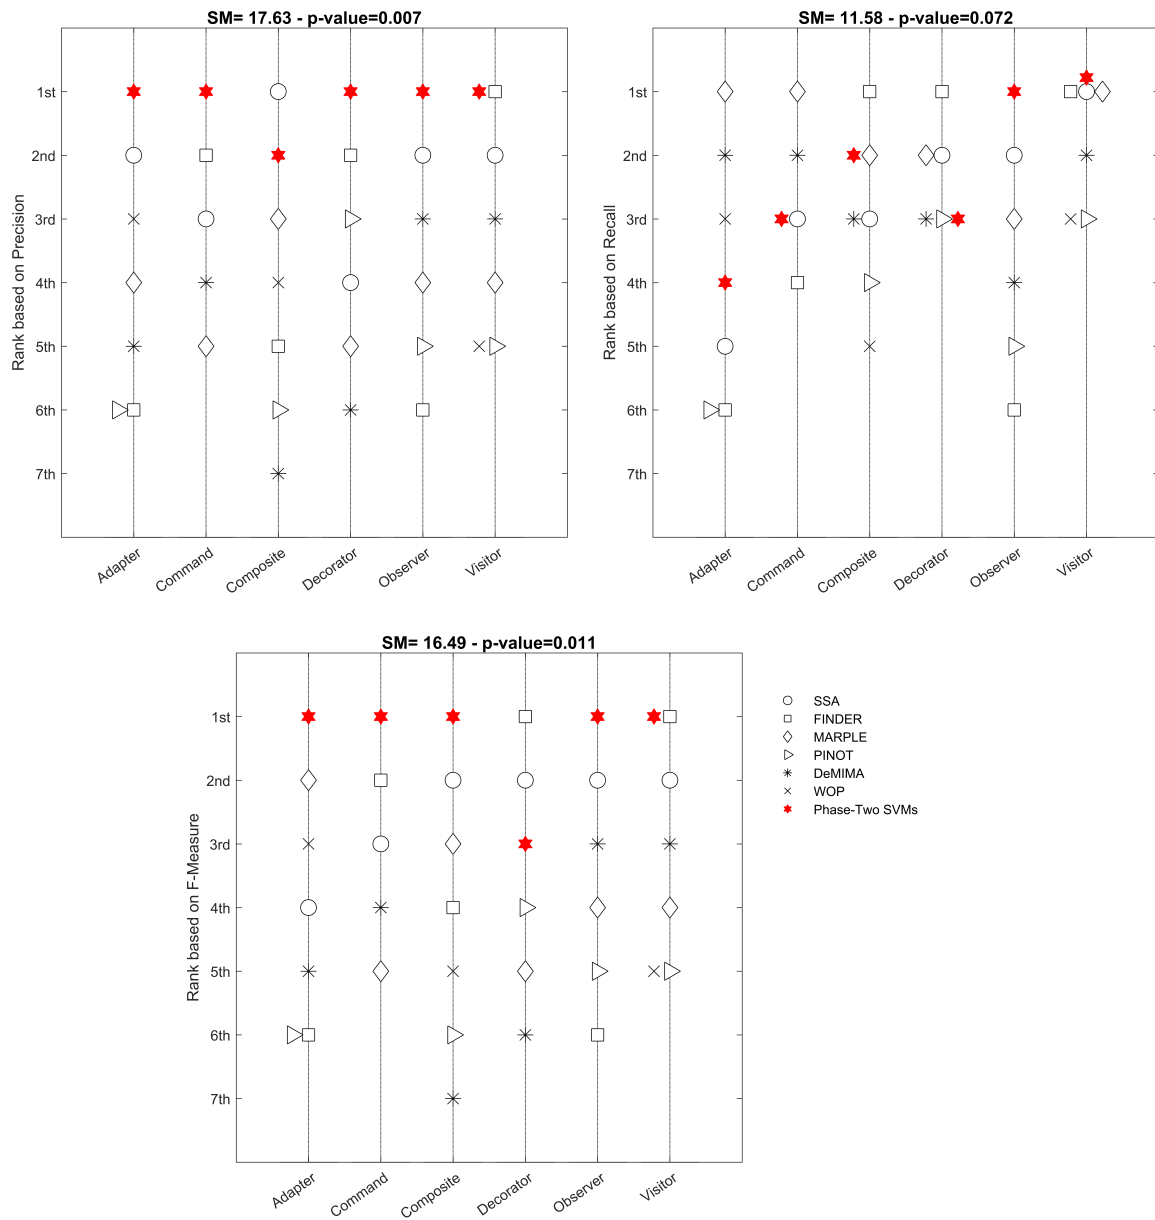 SM= 17.63 - p-value=0.007
Rank based on Precision
1st
2nd
3rd
4th
5th
6th
7th
Adapter
Command
Composite
Decorator
Observer
Visitor
SM= 11.58 - p-value=0.072
Rank based on Recall
1st
2nd
3rd
4th
5th
6th
7th
Adapter
Command
Composite
Decorator
Observer
Visitor
SM= 16.49 - p-value=0.011
Rank based on F-Measure
1st
2nd
3rd
4th
5th
6th
7th
Adapter
Command
Composite
Decorator
Observer
Visitor
SSA
FINDER
MARPLE
PINOT
DeMIMA
WOP
Phase-Two SVMs